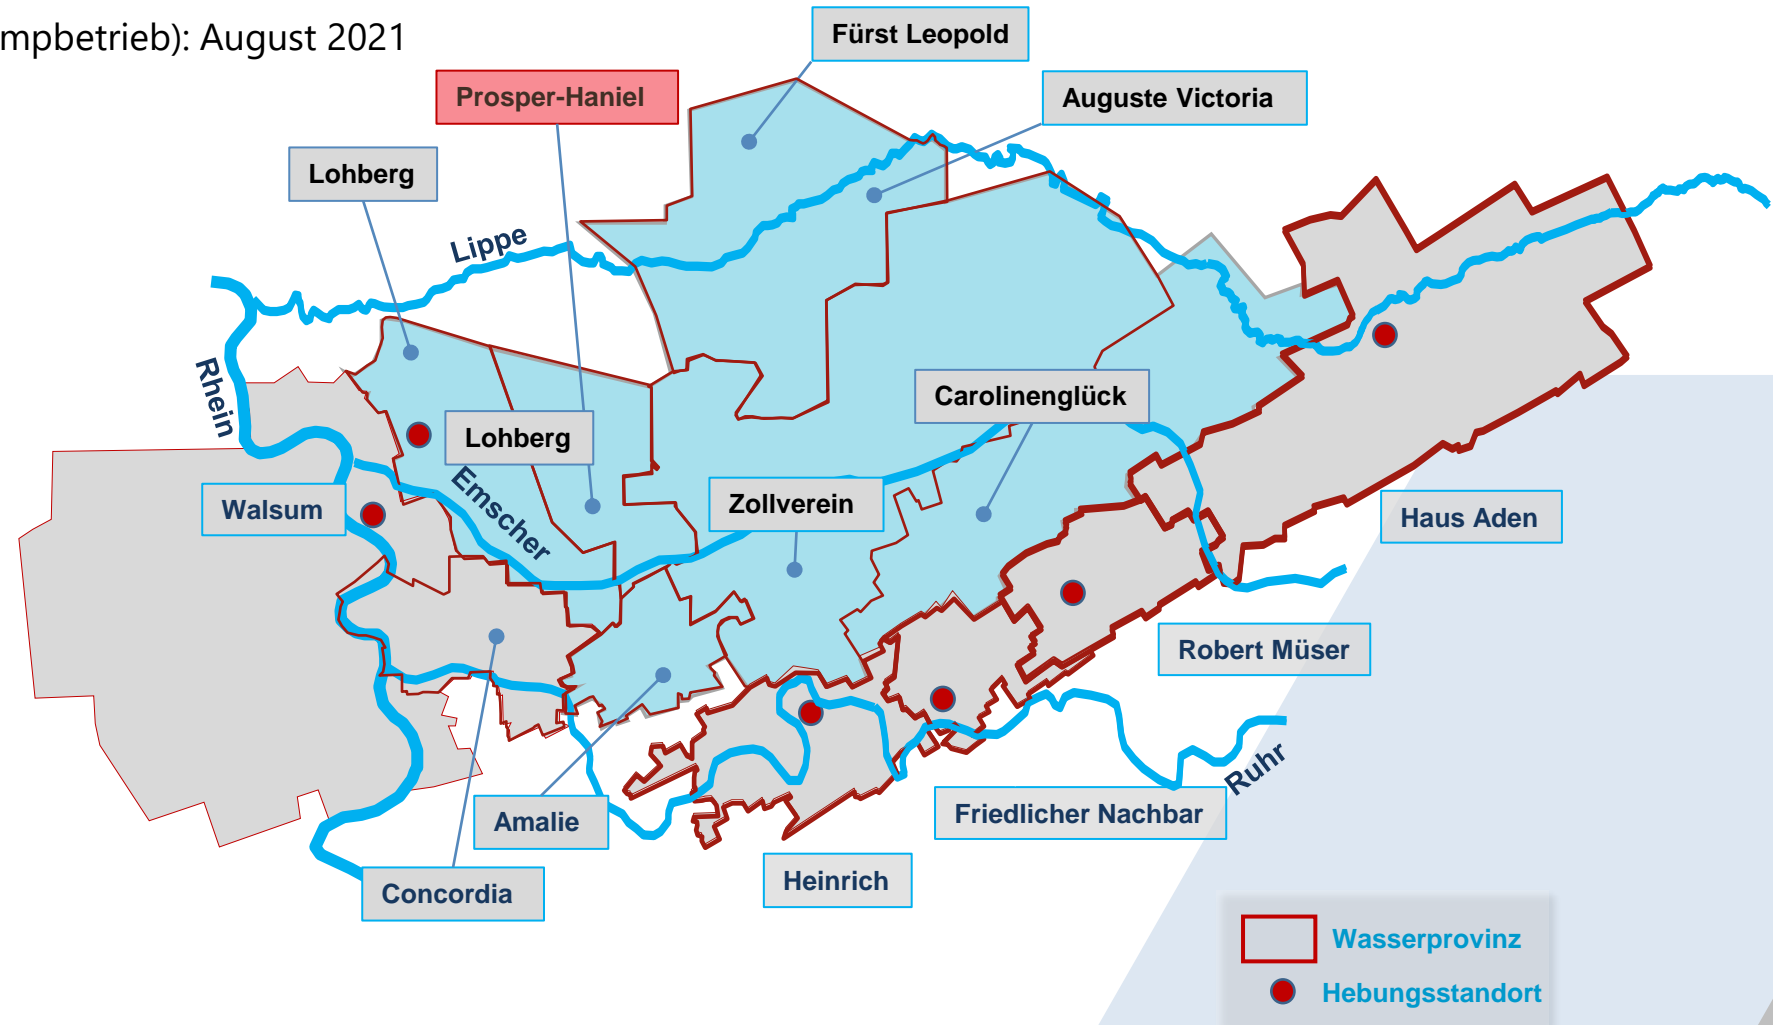 mpbetrieb): August 2021
Fürst Leopold
Prosper-Haniel
Auguste Victoria
Lohberg
Lippe
Rhein
Carolinenglück
Lohberg
Emscher
Walsum
Zollverein
Haus Aden
Robert Müser
Ruhr
Amalie
Friedlicher Nachbar
Concordia
Heinrich
Wasserprovinz
Hebungsstandort